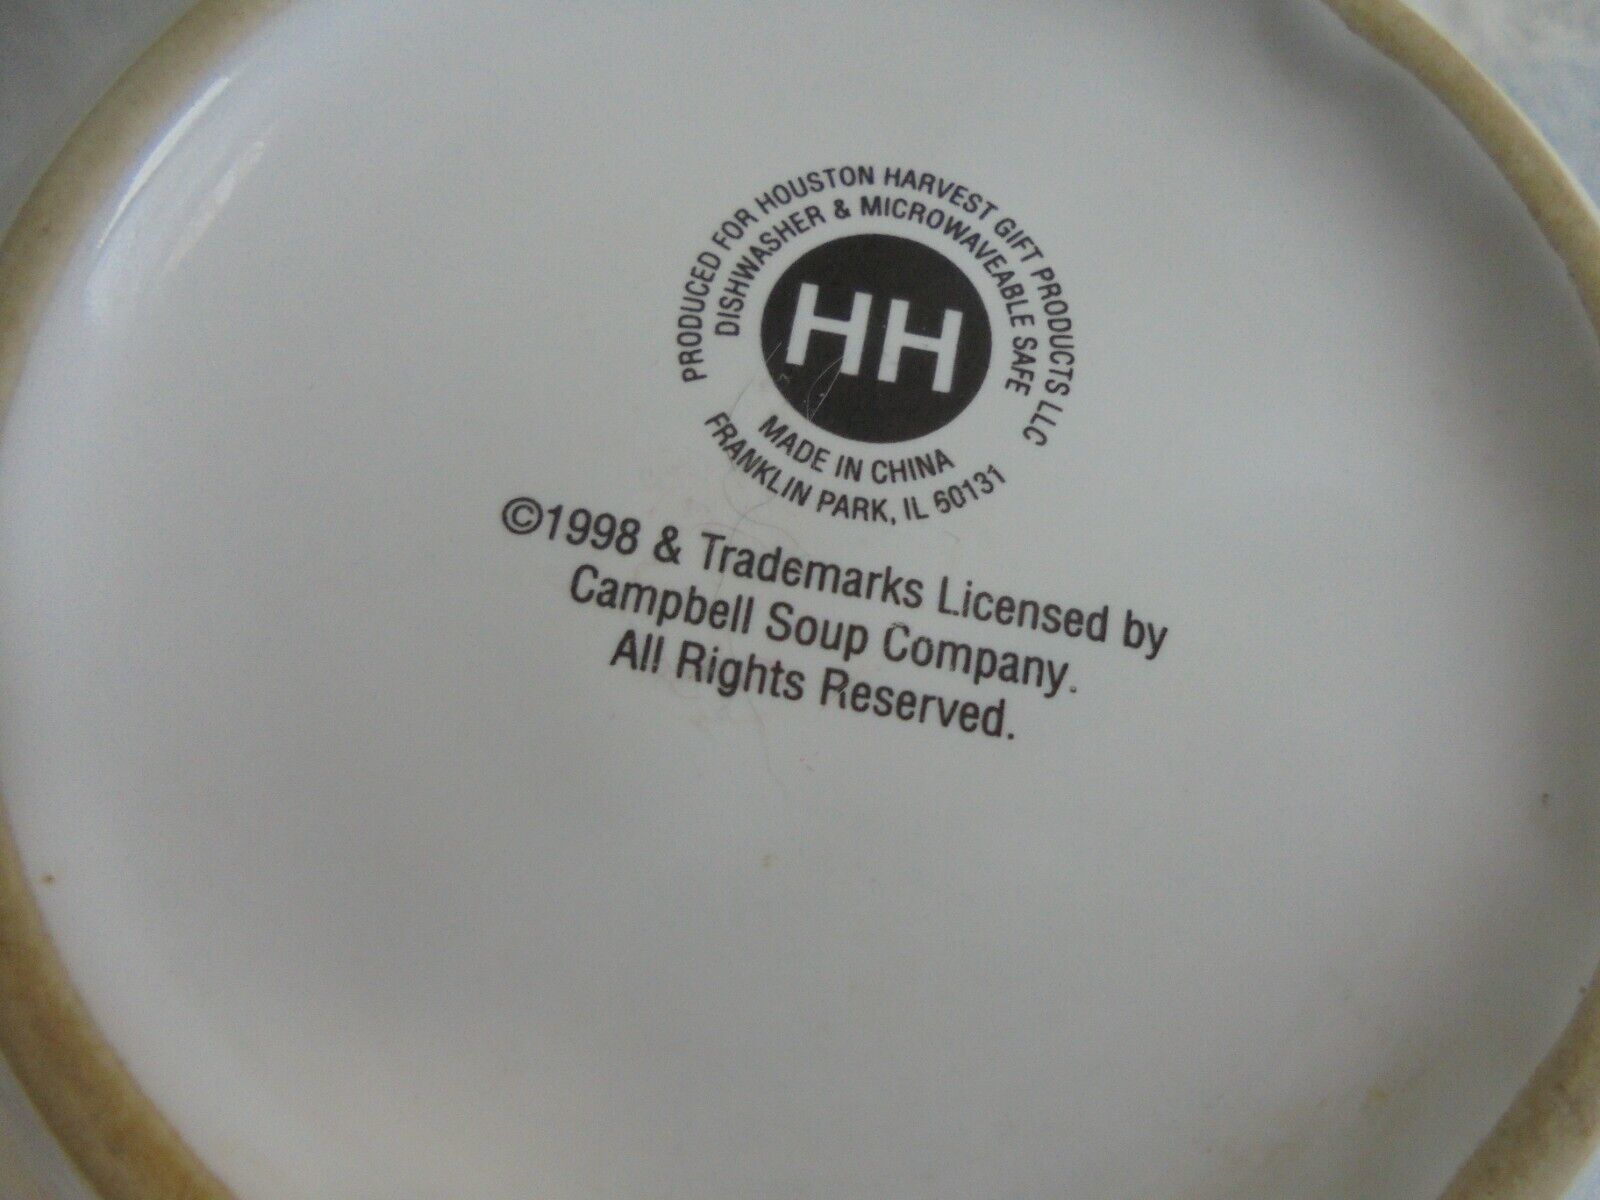 PRODUCED FOR HOUSTON HARVEST GIFT PRODUCTS LLC
DISHWASHER & MICROWAVEABLE SAFE
HH
MADE IN CHINA
FRANKLIN PARK, IL 60131
©1998 & Trademarks Licensed by
Campbell Soup Company.
All Rights Reserved.